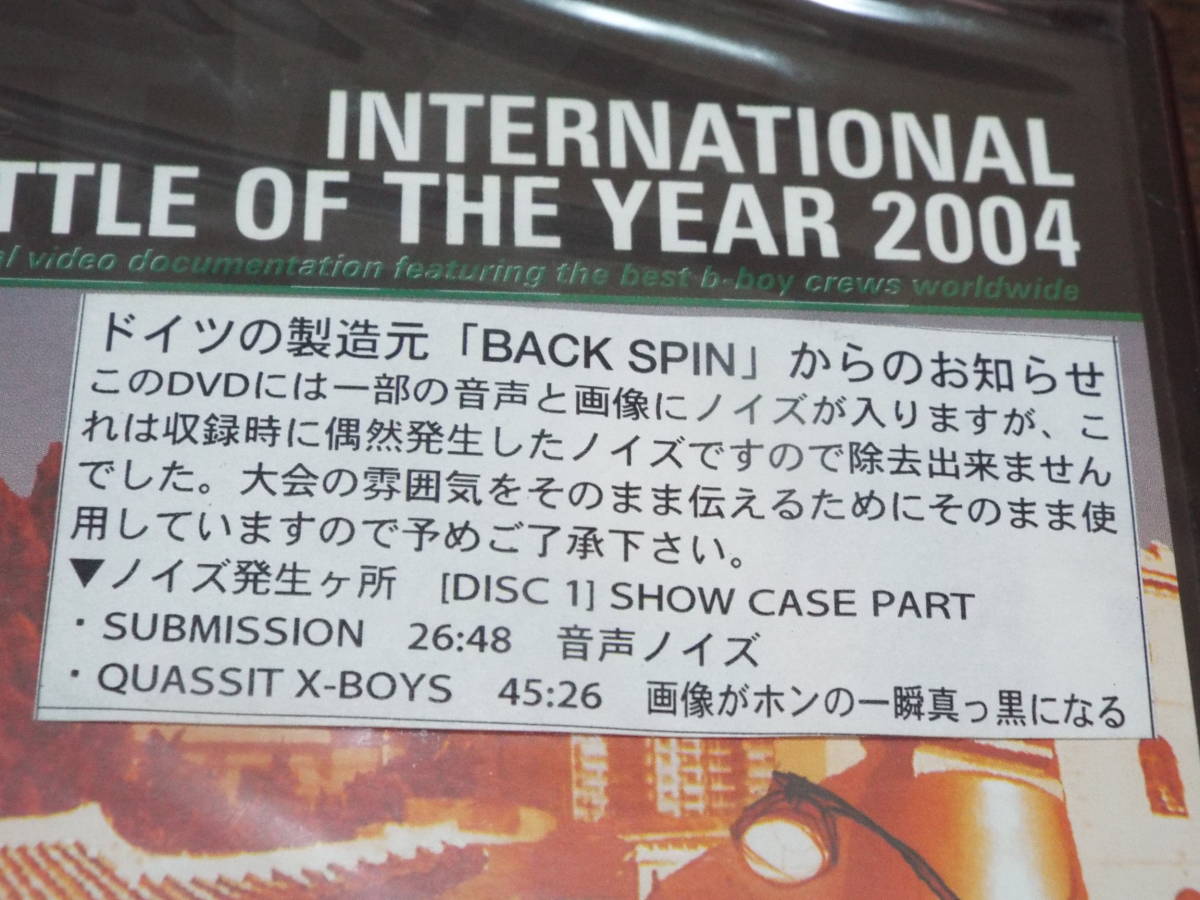 INTERNATIONAL
TTLE OF THE YEAR 2004
al video documentation featuring the best b-boy crews worldwide
ドイツの製造元「BACK SPIN」からのお知らせ
このDVDには一部の音声と画像にノイズが入りますが、こ
れは収録時に偶然発生したノイズですので除去出来ません
でした。大会の雰囲気をそのまま伝えるためにそのまま使
用していますので予めご了承下さい。
▼ノイズ発生ヶ所 [DISC 1] SHOW CASE PART
・SUBMISSION 26:48 音声ノイズ
・QUASSIT X-BOYS 45:26 画像がホンの一瞬真っ黒になる